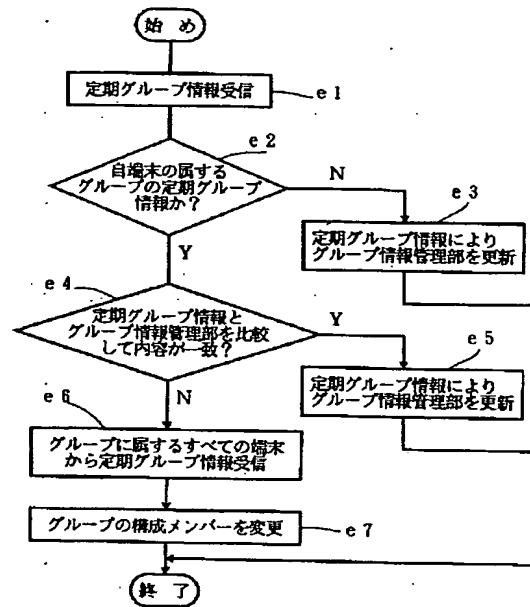 始 め
定期グループ情報受信
e 1
e 2
自端末の属する
グループの定期グループ
情報か？
N
Y
e 3
定期グループ情報により
グループ情報管理部を更新
e 4
定期グループ情報と
グループ情報管理部を比較
して内容が一致？
Y
N
e 5
定期グループ情報により
グループ情報管理部を更新
e 6
グループに属するすべての端末
から定期グループ情報受信
グループの構成メンバーを変更
e 7
終 了